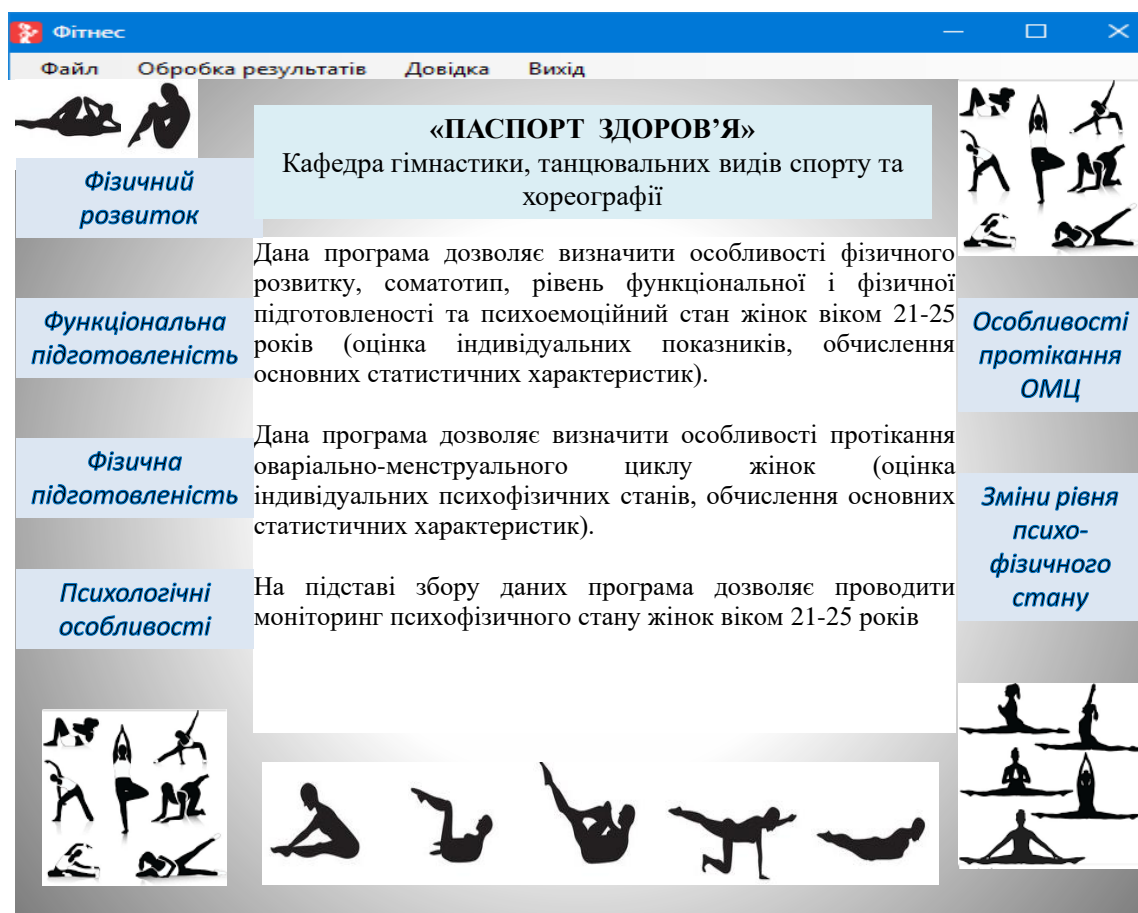 Фітнес
Файл Обробка результатів Довідка Вихід
«ПАСПОРТ ЗДОРОВ’Я»
Кафедра гімнастики, танцювальних видів спорту та
хореографії
Фізичний
розвиток
Функціональна
підготовленість
Фізична
підготовленість
Психологічні
особливості
Дана програма дозволяє визначити особливості фізичного
розвитку, соматотип, рівень функціональної і фізичної
підготовленості та психоемоційний стан жінок віком 21-25
років (оцінка індивідуальних показників, обчислення
основних статистичних характеристик).
Дана програма дозволяє визначити особливості протікання
оваріально-менструального циклу жінок (оцінка
індивідуальних психофізичних станів, обчислення основних
статистичних характеристик).
На підставі збору даних програма дозволяє проводити
моніторинг психофізичного стану жінок віком 21-25 років
Особливості
протікання
ОМЦ
Зміни рівня
психо-
фізичного
стану